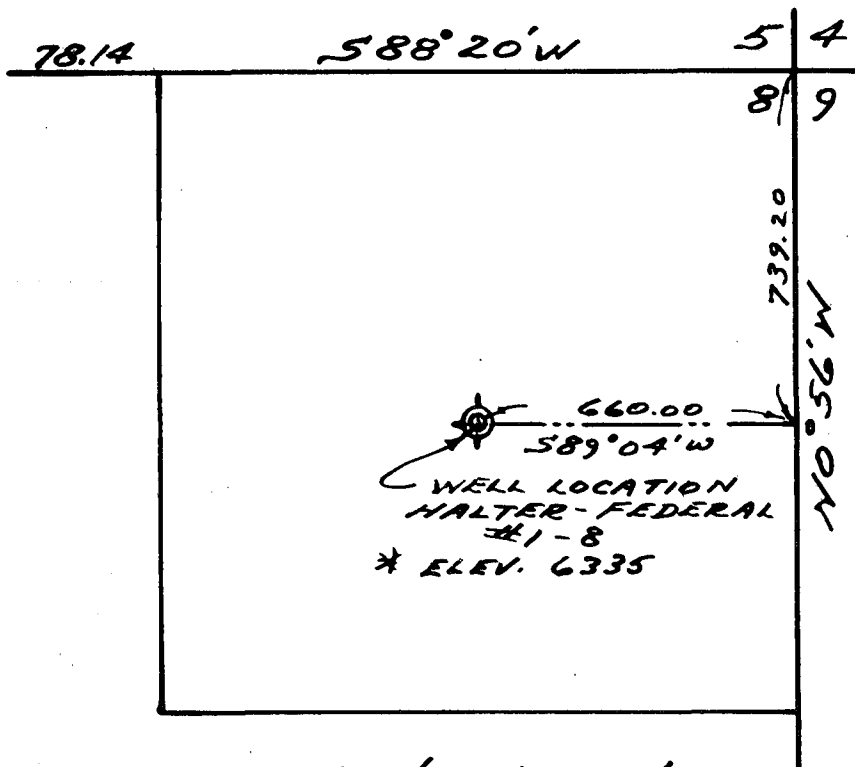 78.14 S88°20'W 5 4
8 9
739.20
N0°56'W
660.00
S89°04'W
WELL LOCATION
HALTER-FEDERAL
#1-8
* ELEV. 6335